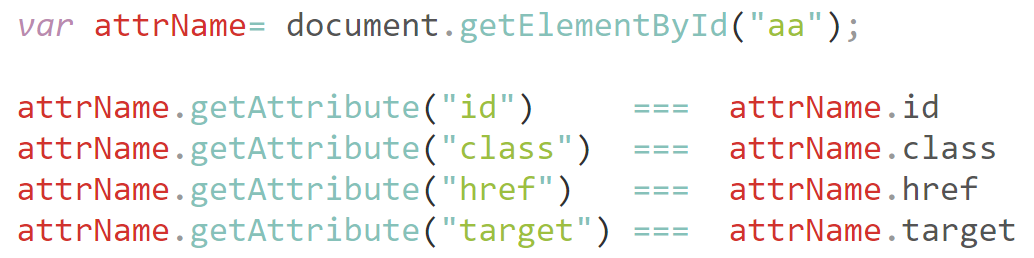 var attrName= document.getElementById("aa");
attrName.getAttribute("id") === attrName.id
attrName.getAttribute("class") === attrName.class
attrName.getAttribute("href") === attrName.href
attrName.getAttribute("target") === attrName.target